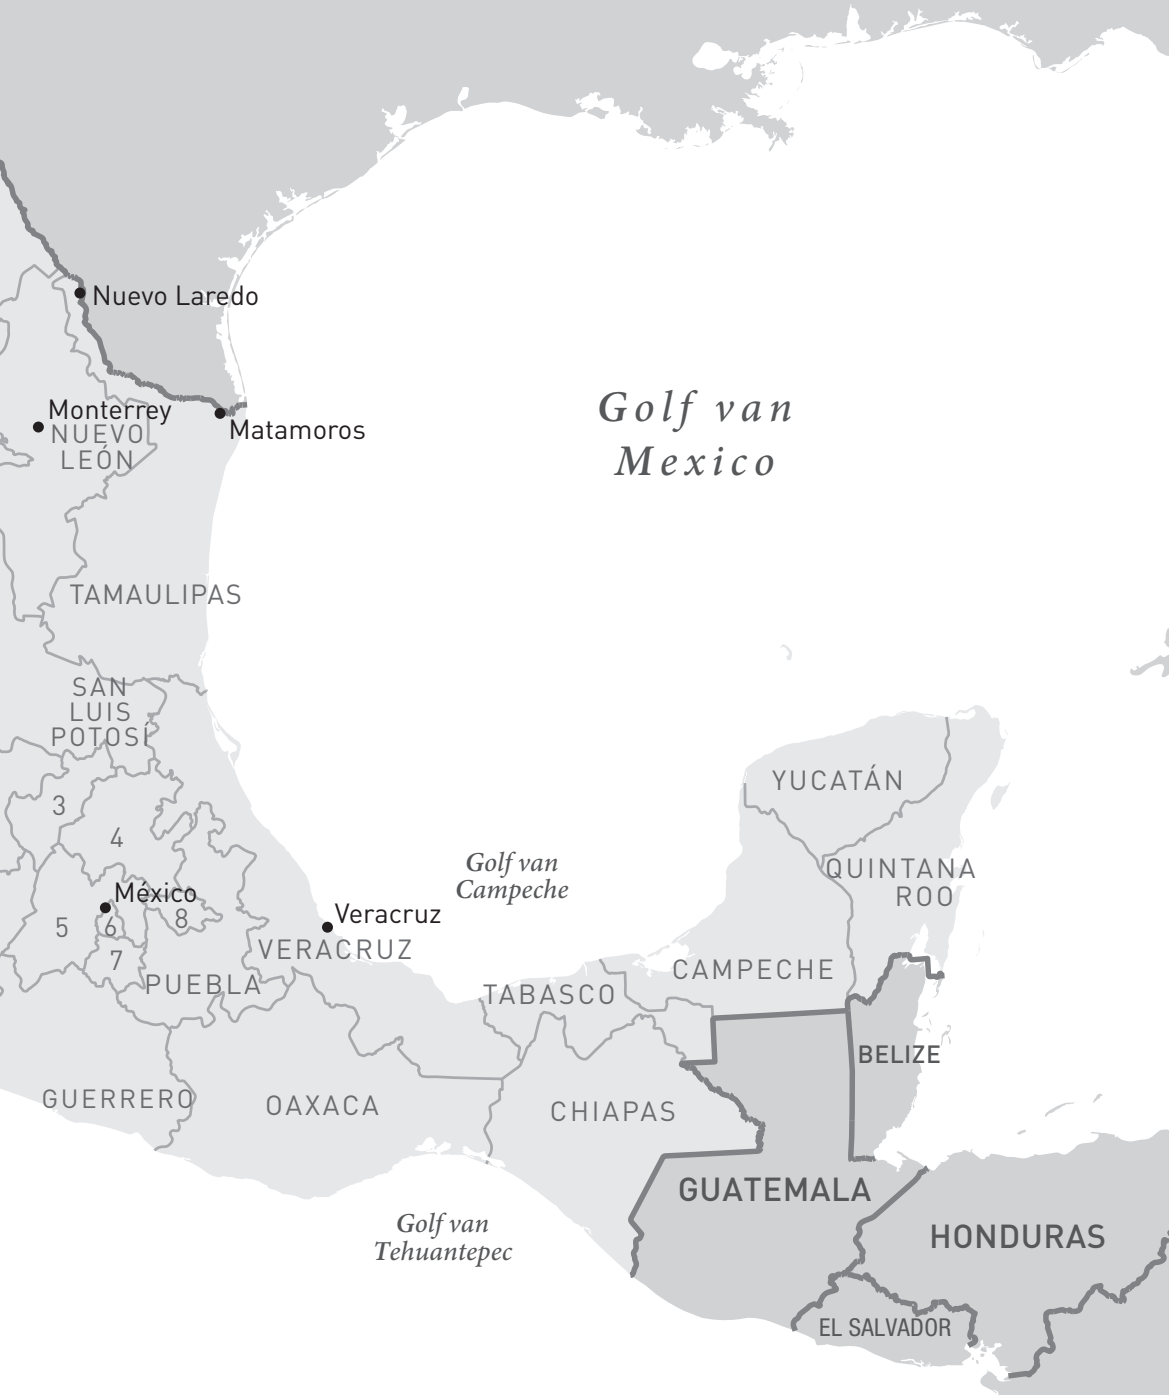 Nuevo Laredo
Monterrey
NUEVO
LEÓN
Matamoros
Golf van
Mexico
TAMAULIPAS
SAN
LUIS
POTOSÍ
YUCATÁN
3
4
Golf van
Campeche
QUINTANA
ROO
México
5
6
8
7
Veracruz
VERACRUZ
PUEBLA
TABASCO
CAMPECHE
BELIZE
GUERRERO
OAXACA
CHIAPAS
GUATEMALA
Golf van
Tehuantepec
HONDURAS
EL SALVADOR